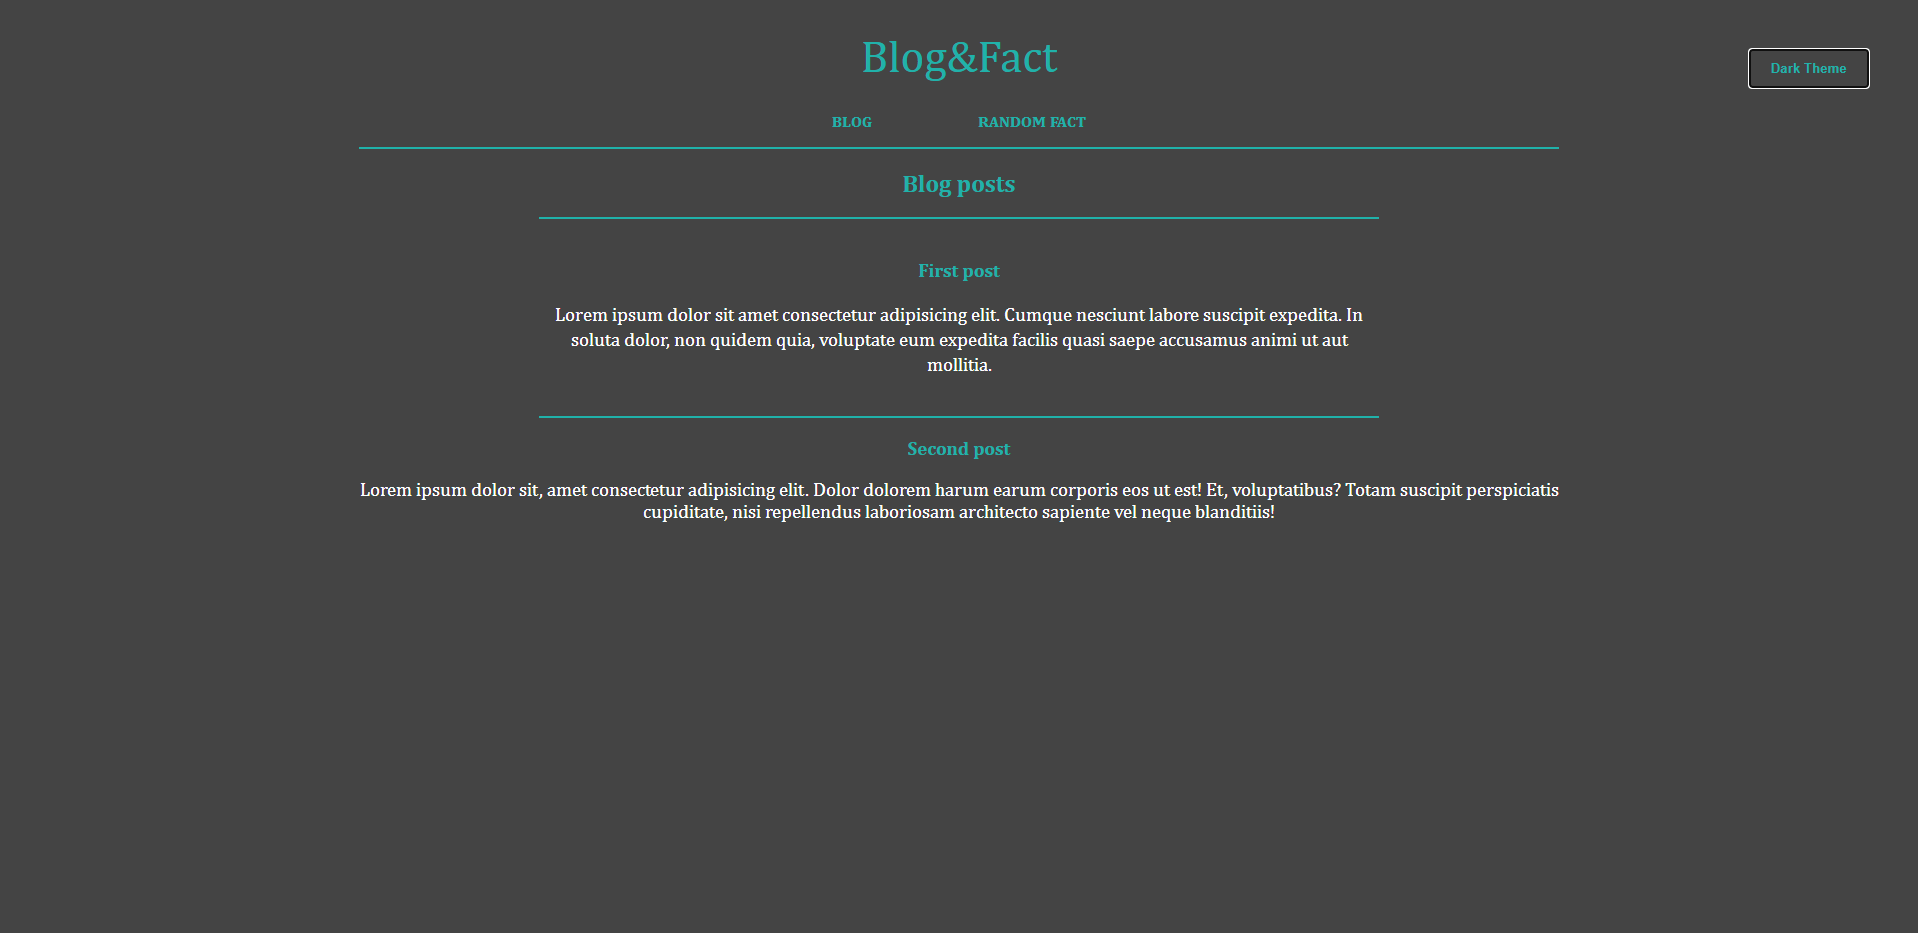 Blog&Fact
Dark Theme
BLOG
RANDOM FACT
Blog posts
First post
Lorem ipsum dolor sit amet consectetur adipisicing elit. Cumque nesciunt labore suscipit expedita. In
soluta dolor, non quidem quia, voluptate eum expedita facilis quasi saepe accusamus animi ut aut
mollitia.
Second post
Lorem ipsum dolor sit, amet consectetur adipisicing elit. Dolor dolorem harum earum corporis eos ut est! Et, voluptatibus? Totam suscipit perspiciatis
cupiditate, nisi repellendus laboriosam architecto sapiente vel neque blanditiis!